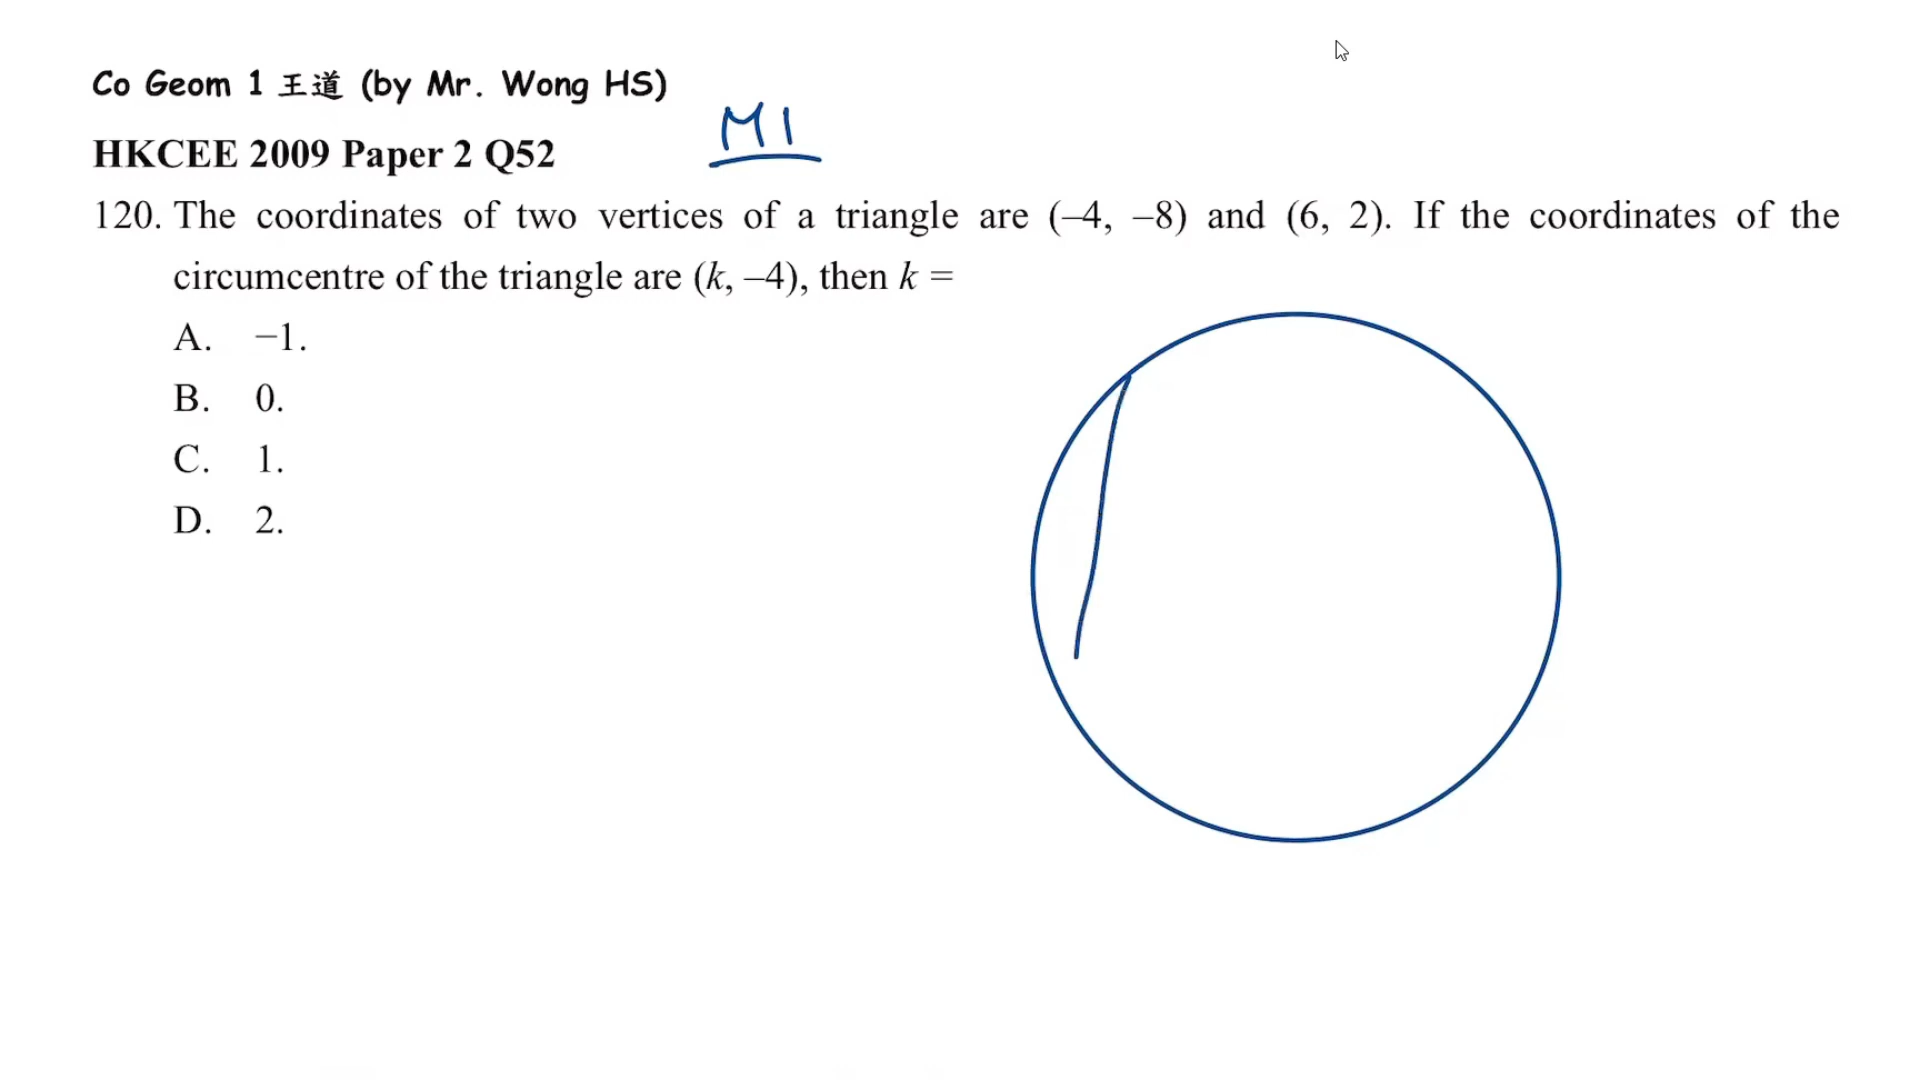 Co Geom 1 王道 (by Mr. Wong HS)
M1
HKCEE 2009 Paper 2 Q52
120. The coordinates of two vertices of a triangle are (–4, –8) and (6, 2). If the coordinates of the
circumcentre of the triangle are (k, –4), then k =
A. −1.
B. 0.
C. 1.
D. 2.